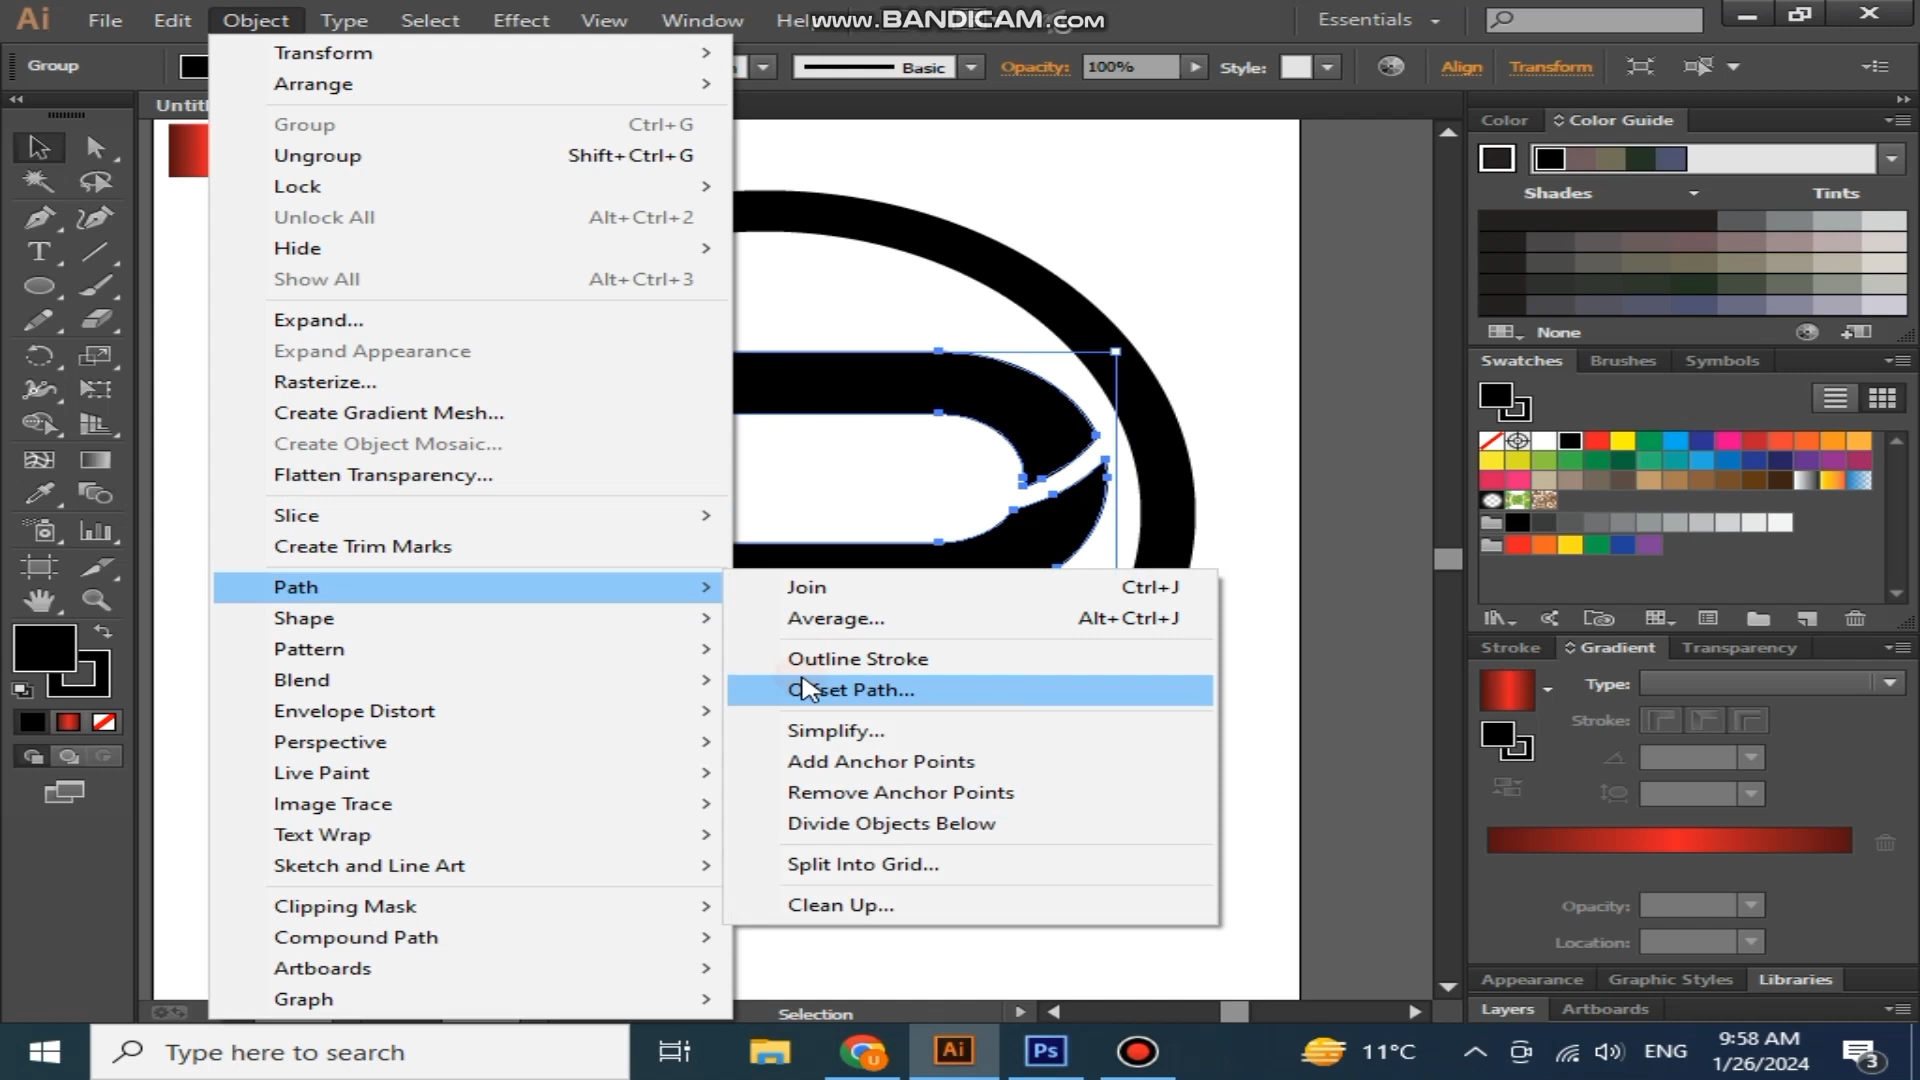 Ai File Edit Object Type Select Effect View Window Hel
www.BANDICAM.com
Essentials
Group
Basic
Opacity: 100%
Style:
Align
Transform
Untitl
Transform
Arrange
Group Ctrl+G
Ungroup Shift+Ctrl+G
Lock
Unlock All Alt+Ctrl+2
Hide
Show All Alt+Ctrl+3
Expand...
Expand Appearance
Rasterize...
Create Gradient Mesh...
Create Object Mosaic...
Flatten Transparency...
Slice
Create Trim Marks
Path
Shape
Pattern
Blend
Envelope Distort
Perspective
Live Paint
Image Trace
Text Wrap
Sketch and Line Art
Clipping Mask
Compound Path
Artboards
Graph
Join Ctrl+J
Average... Alt+Ctrl+J
Outline Stroke
Offset Path...
Simplify...
Add Anchor Points
Remove Anchor Points
Divide Objects Below
Split Into Grid...
Clean Up...
Color Color Guide
Shades Tints
None
Swatches Brushes Symbols
Stroke Gradient Transparency
Type:
Stroke:
Opacity:
Location:
Appearance Graphic Styles Libraries
Layers Artboards
Selection
Type here to search
Ai
Ps
11°C
ENG
9:58 AM
1/26/2024
3